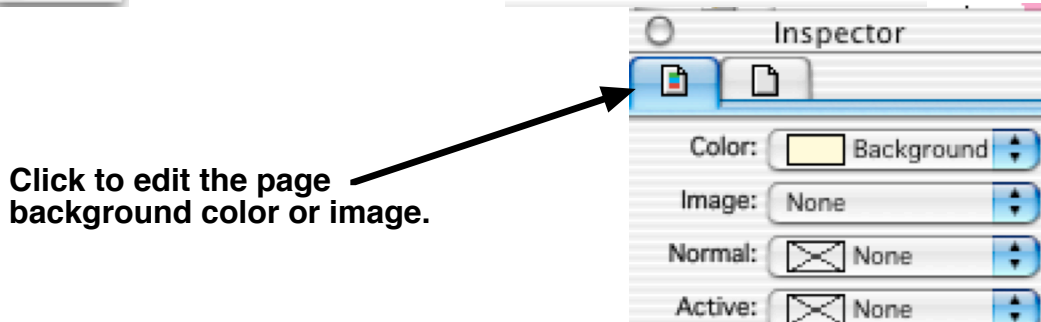 Inspector
Color: Background
Click to edit the page
background color or image.
Image: None
Normal: None
Active: None